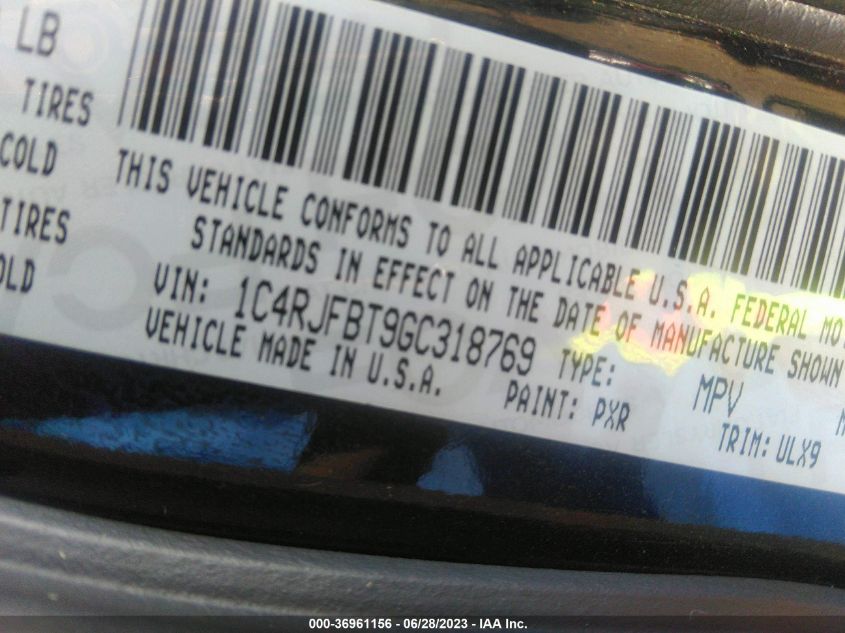 LB
TIRES
COLD
TIRES
OLD
THIS VEHICLE CONFORMS TO ALL APPLICABLE U.S.A. FEDERAL MOT
STANDARDS IN EFFECT ON THE DATE OF MANUFACTURE SHOWN
VIN: 1C4RJFBT9GC318769 TYPE: MPV
VEHICLE MADE IN U.S.A. PAINT: PXR TRIM: ULX9
000-36961156 / 06/28/2023 / IAA Inc.